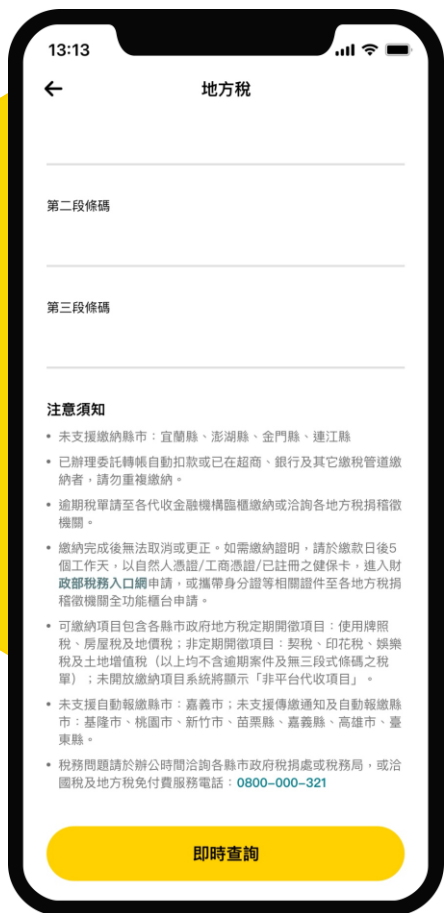 13:13
地方稅
第二段條碼
第三段條碼
注意須知
• 未支援繳納縣市：宜蘭縣、澎湖縣、金門縣、連江縣
• 已辦理委託轉帳自動扣款或已在超商、銀行及其它繳稅管道繳
納者，請勿重複繳納。
• 逾期稅單請至各代收金融機構臨櫃繳納或洽詢各地方稅捐稽徵
機關。
• 繳納完成後無法取消或更正。如需繳納證明，請於繳款日後5
個工作天，以自然人憑證/工商憑證/已註冊之健保卡，進入財
政部稅務入口網申請，或攜帶身分證等相關證件至各地方稅捐
稽徵機關全功能櫃台申請。
• 可繳納項目包含各縣市政府地方稅定期開徵項目：使用牌照
稅、房屋稅及地價稅；非定期開徵項目：契稅、印花稅、娛樂
稅及土地增值稅（以上均不含逾期案件及無三段式條碼之稅
單）；未開放繳納項目系統將顯示「非平台代收項目」。
• 未支援自動報繳縣市：嘉義市；未支援傳繳通知及自動報繳縣
市：基隆市、桃園市、新竹市、苗栗縣、嘉義縣、高雄市、臺
東縣。
• 稅務問題請於辦公時間洽詢各縣市政府稅捐處或稅務局，或洽
國稅及地方稅免付費服務電話：0800-000-321
即時查詢